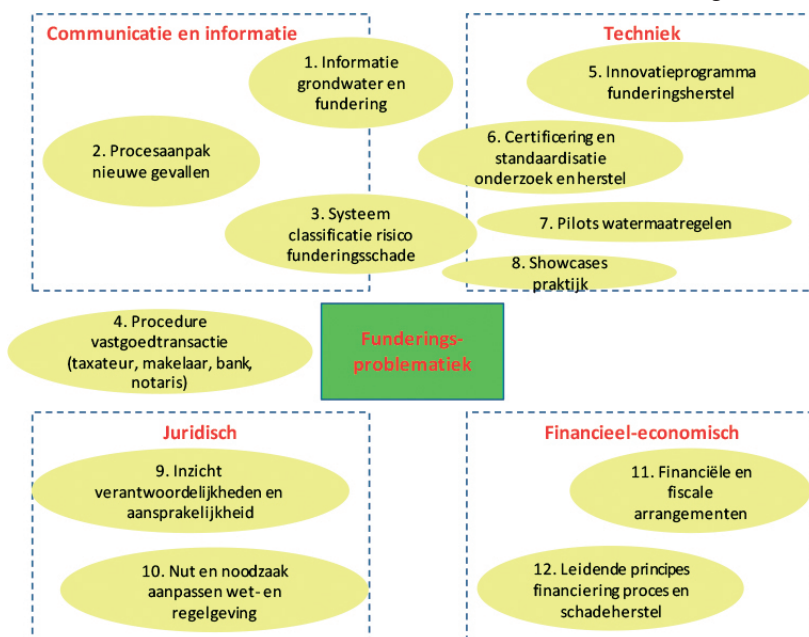 Communicatie en informatie
1. Informatie
grondwater en
fundering
2. Procesaanpak
nieuwe gevallen
3. Systeem
classificatie risico
funderingsschade
Techniek
5. Innovatieprogramma
funderingsherstel
6. Certificering en
standaardisatie
onderzoek en herstel
7. Pilots watermaatregelen
8. Showcases
praktijk
4. Procedure
vastgoedtransactie
(taxateur, makelaar, bank,
notaris)
Funderings-
problematiek
Juridisch
9. Inzicht
verantwoordelijkheden en
aansprakelijkheid
10. Nut en noodzaak
aanpassen wet- en
regelgeving
Financieel-economisch
11. Financiële en
fiscale
arrangementen
12. Leidende principes
financiering proces en
schadeherstel